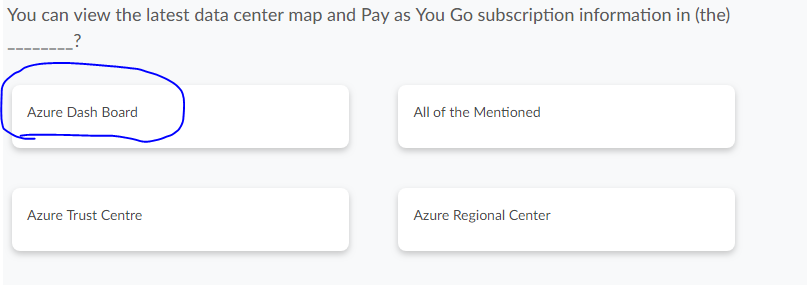 You can view the latest data center map and Pay as You Go subscription information in (the)
________?
Azure Dash Board
All of the Mentioned
Azure Trust Centre
Azure Regional Center